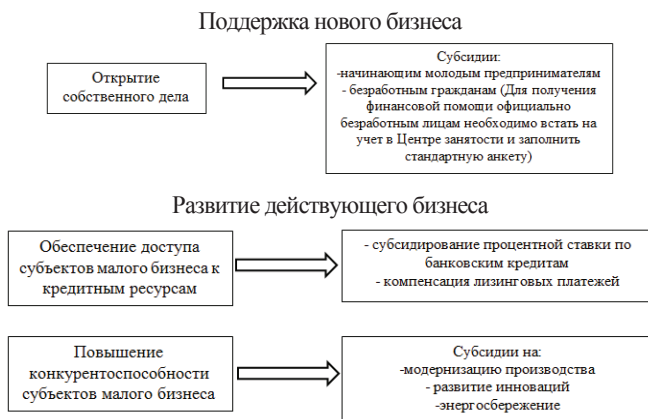 Поддержка нового бизнеса
Открытие
собственного дела
Субсидии:
-начинающим молодым предпринимателям
- безработным гражданам (Для получения
финансовой помощи официально
безработным лицам необходимо встать на
учет в Центре занятости и заполнить
стандартную анкету)
Развитие действующего бизнеса
Обеспечение доступа
субъектов малого бизнеса к
кредитным ресурсам
- субсидирование процентной ставки по
банковским кредитам
- компенсация лизинговых платежей
Повышение
конкурентоспособности
субъектов малого бизнеса
Субсидии на:
-модернизацию производства
- развитие инноваций
-энергосбережение